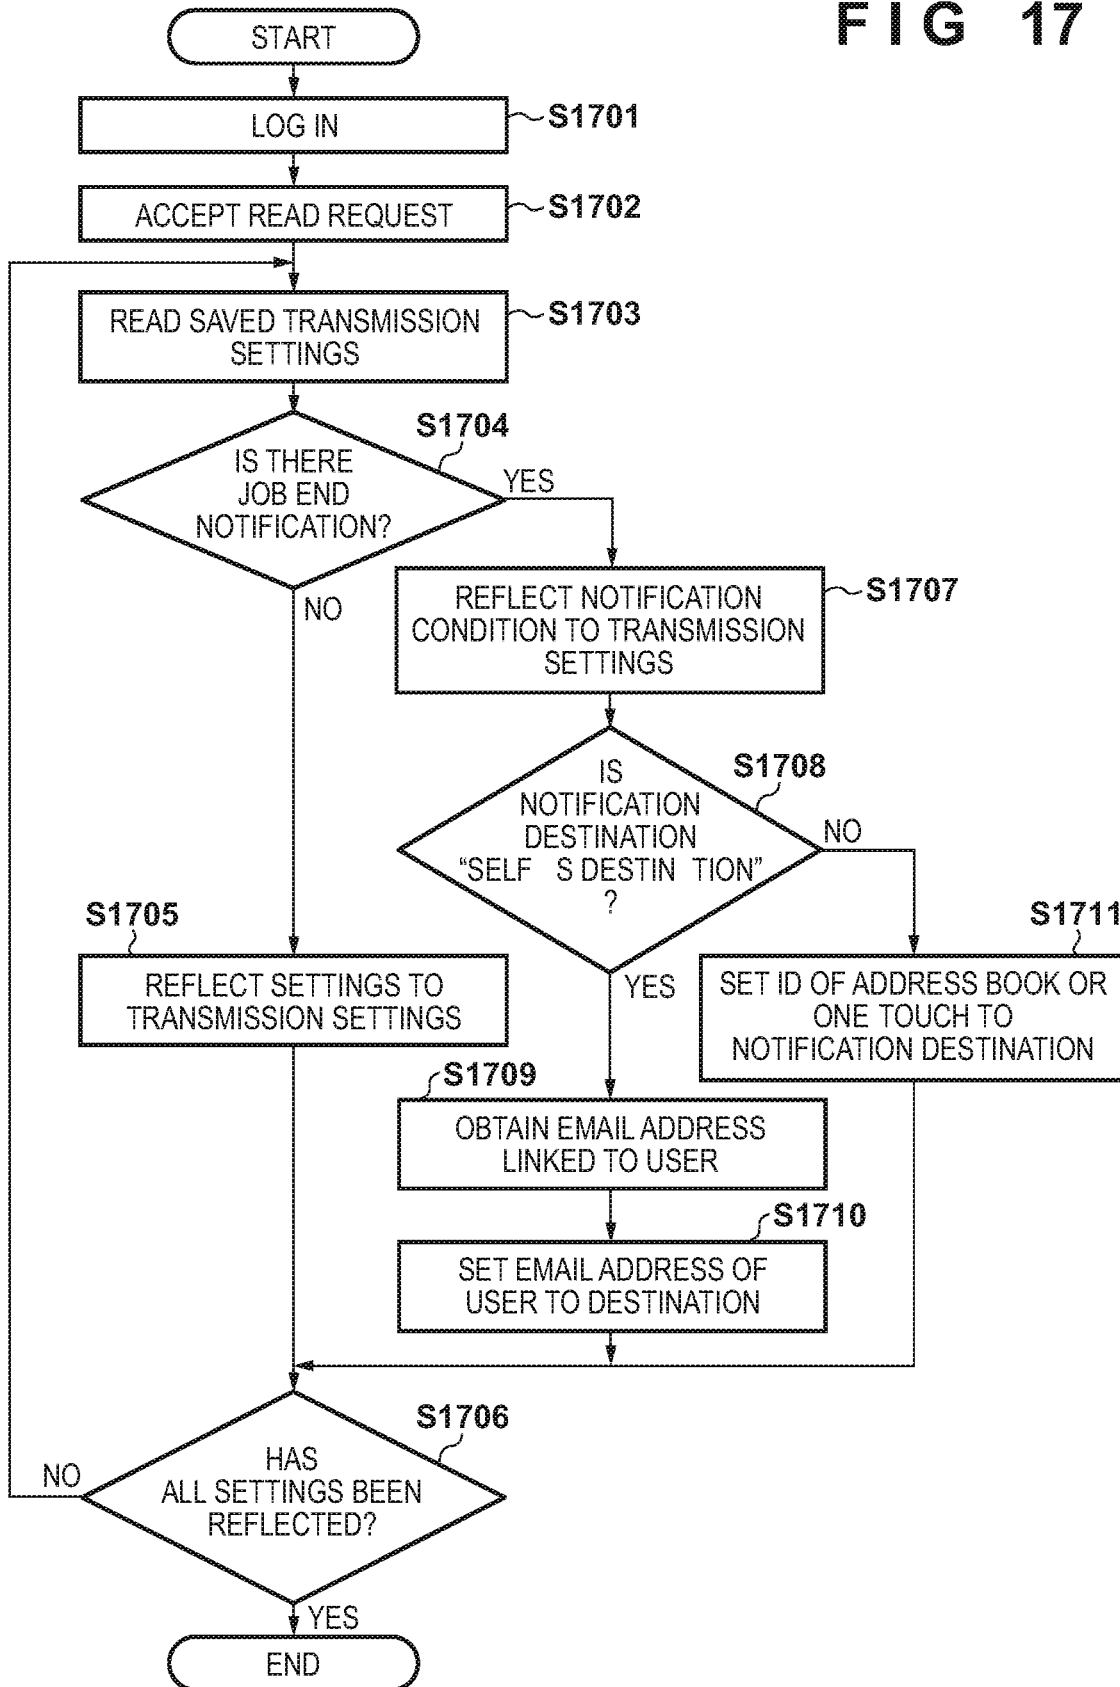 FIG 17
START
LOG IN
S1701
ACCEPT READ REQUEST
S1702
READ SAVED TRANSMISSION
SETTINGS
S1703
S1704
IS THERE
JOB END
NOTIFICATION?
YES
NO
REFLECT NOTIFICATION
CONDITION TO TRANSMISSION
SETTINGS
S1707
S1708
IS
NOTIFICATION
DESTINATION
“SELF S DESTIN TION”
?
NO
YES
S1705
REFLECT SETTINGS TO
TRANSMISSION SETTINGS
S1711
SET ID OF ADDRESS BOOK OR
ONE TOUCH TO
NOTIFICATION DESTINATION
S1709
OBTAIN EMAIL ADDRESS
LINKED TO USER
S1710
SET EMAIL ADDRESS OF
USER TO DESTINATION
S1706
HAS
ALL SETTINGS BEEN
REFLECTED?
NO
YES
END